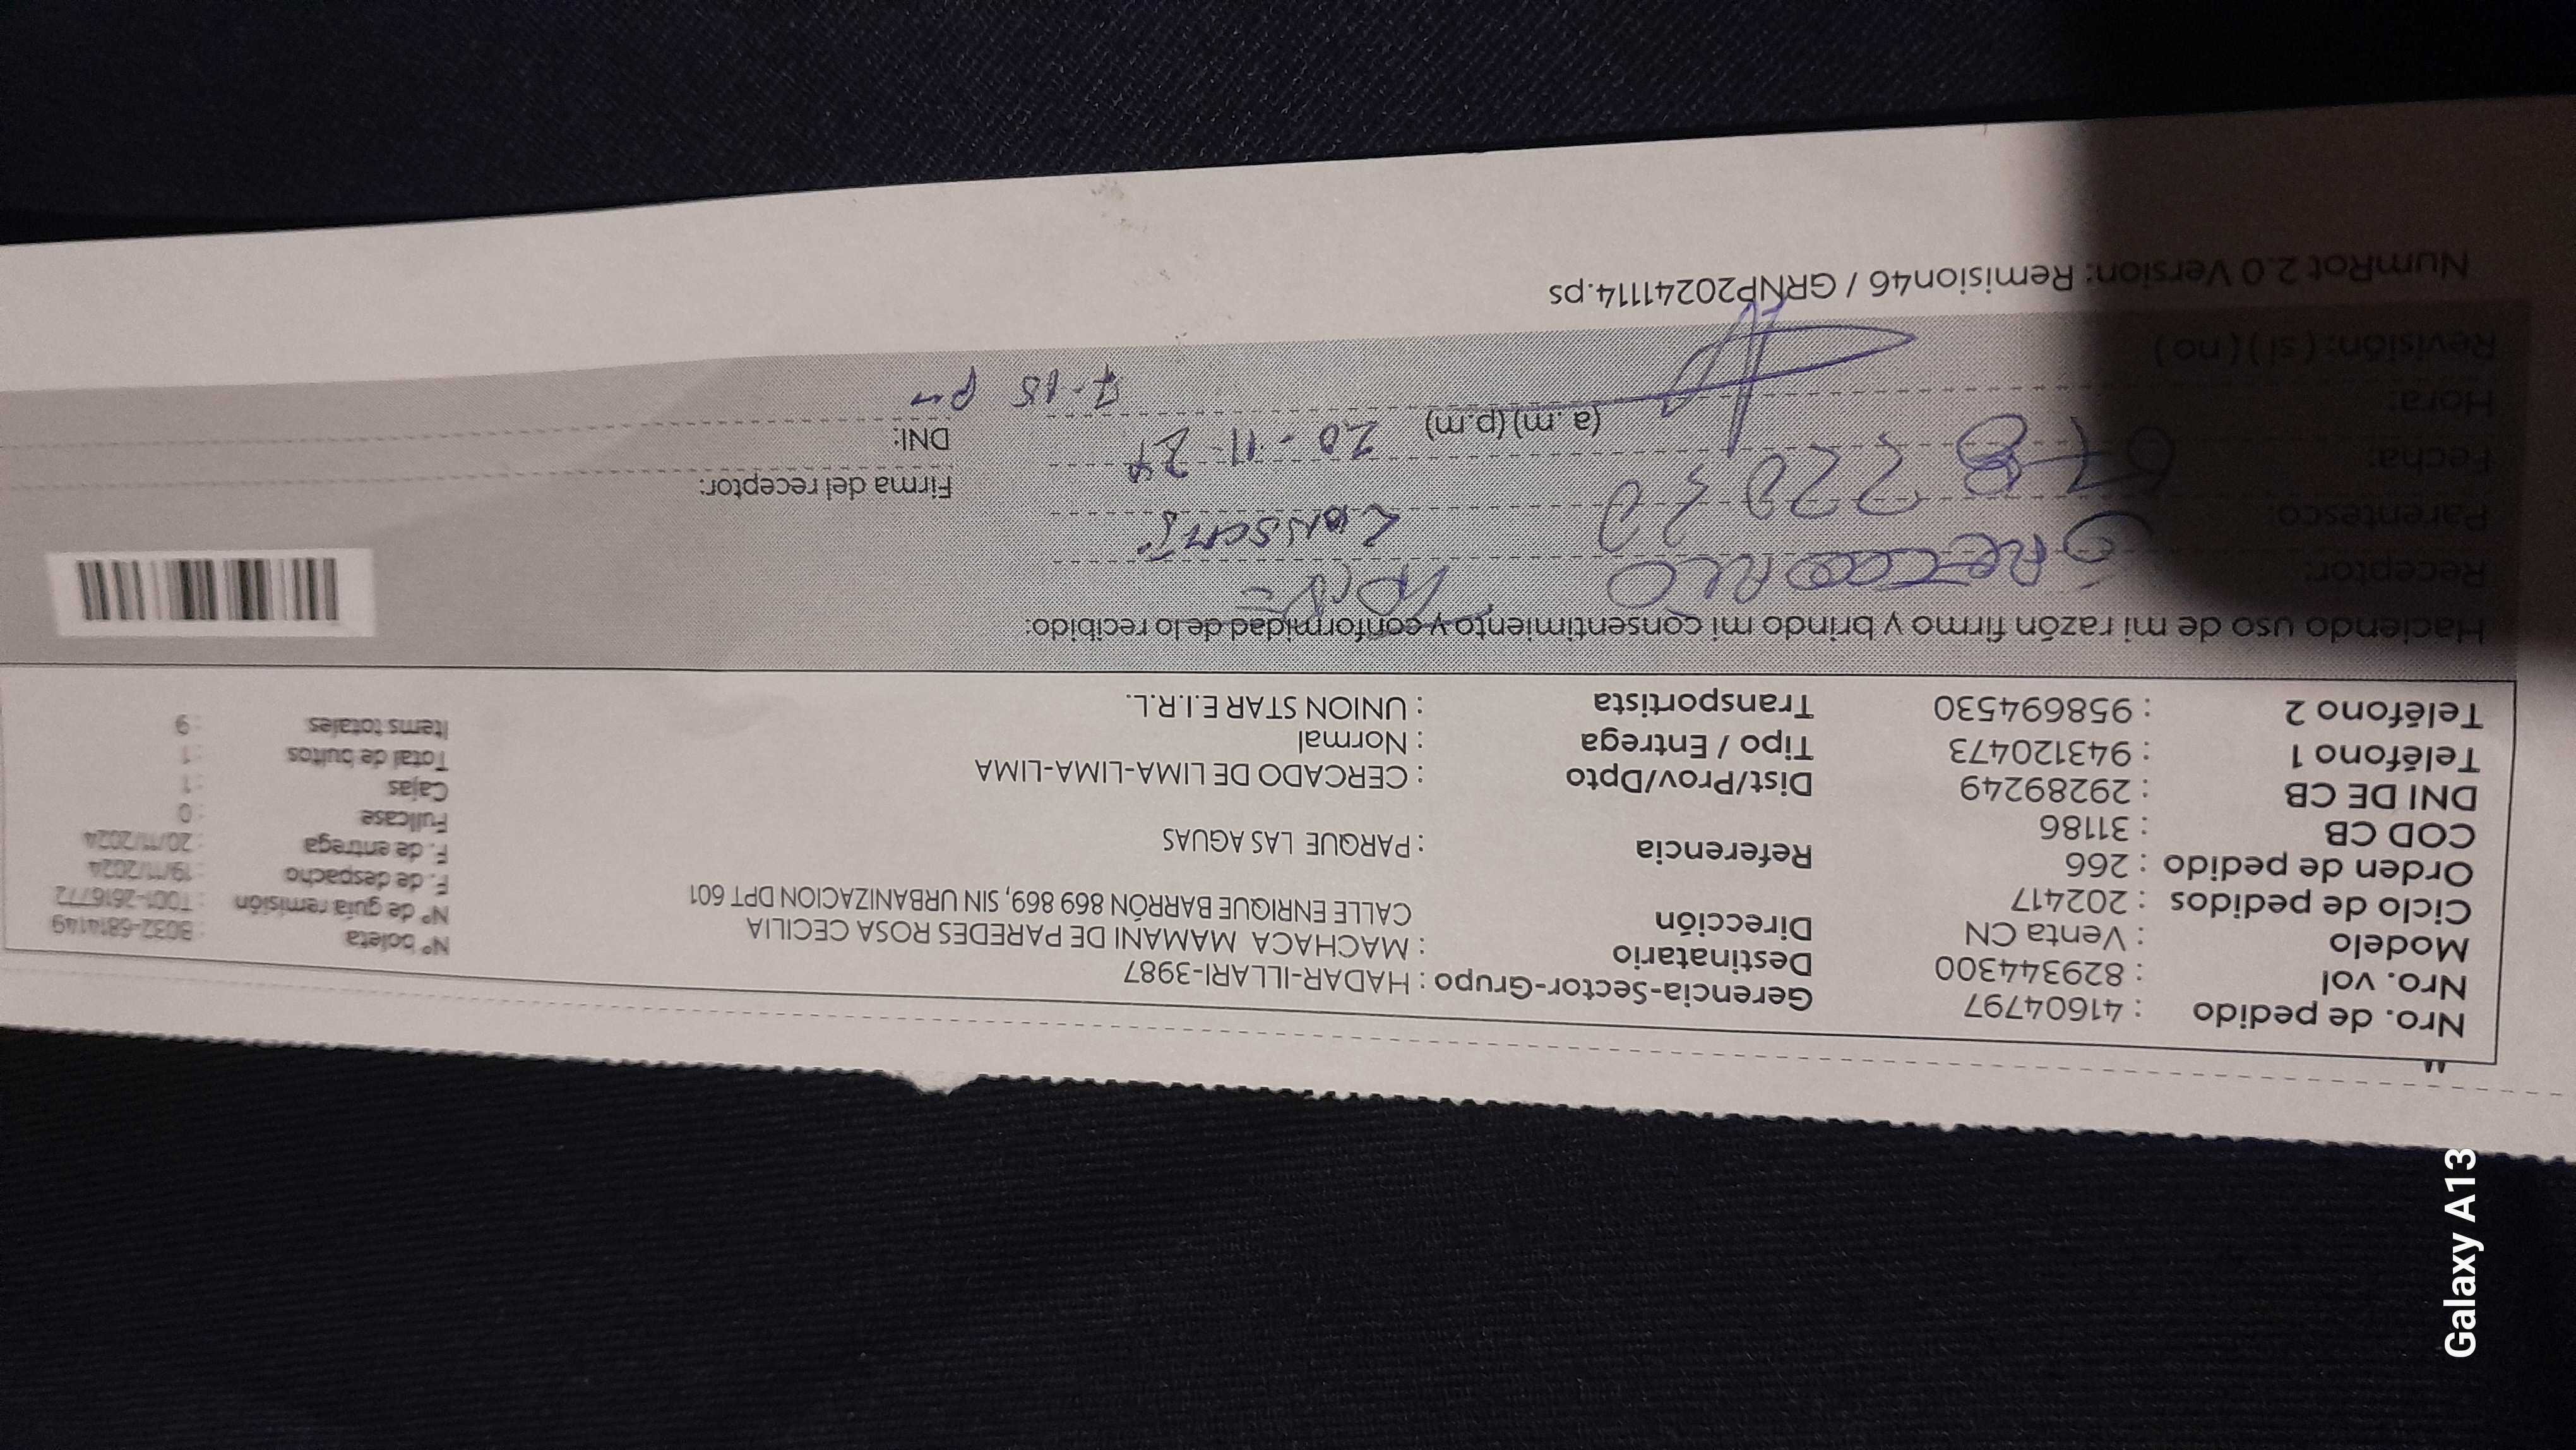 Nro. de pedido : 41604797 Gerencia-Sector-Grupo : HADAR-ILLARI-3987 N° boleta : B032-6814149
Nro. vol : 829344300 Destinatario : MACHACA MAMANI DE PAREDES ROSA CECILIA N° de guía remisión : T001-2616772
Modelo : Venta CN Dirección CALLE ENRIQUE BARRÓN 869 869, SIN URBANIZACION DPT 601 F. de despacho : 19/11/2024
Ciclo de pedidos : 202417 F. de entrega : 20/11/2024
Orden de pedido : 266 Referencia : PARQUE LAS AGUAS Fullcase : 0
COD CB : 31186 Cajas : 1
DNI DE CB : 29289249 Dist/Prov/Dpto : CERCADO DE LIMA-LIMA-LIMA Total de bultos : 1
Teléfono 1 : 943120473 Tipo / Entrega : Normal Items totales : 9
Teléfono 2 : 958694530 Transportista : UNION STAR E.I.R.L.
Haciendo uso de mi razón firmo y brindo mi consentimiento y conformidad de lo recibido:
Receptor:
Parentesco:
Fecha: 20-11-24 Firma del receptor:
Hora: (a.m) (p.m) 7-15 pm DNI:
Revisión: ( si ) ( no )
NumRot 2.0 Version: Remision46 / GRNP20241114.ps
Galaxy A13